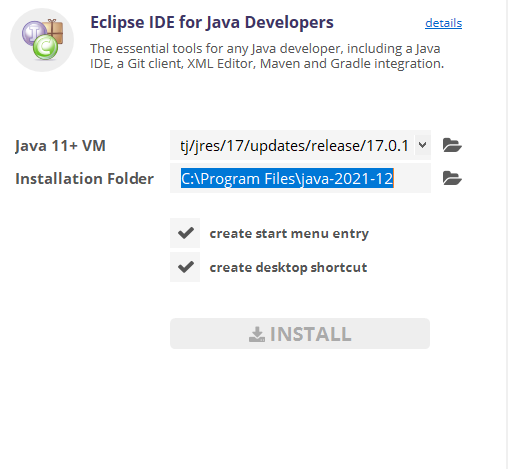 Eclipse IDE for Java Developers
details
The essential tools for any Java developer, including a Java
IDE, a Git client, XML Editor, Maven and Gradle integration.
Java 11+ VM
tj/jres/17/updates/release/17.0.1
Installation Folder
C:\Program Files\java-2021-12
create start menu entry
create desktop shortcut
INSTALL